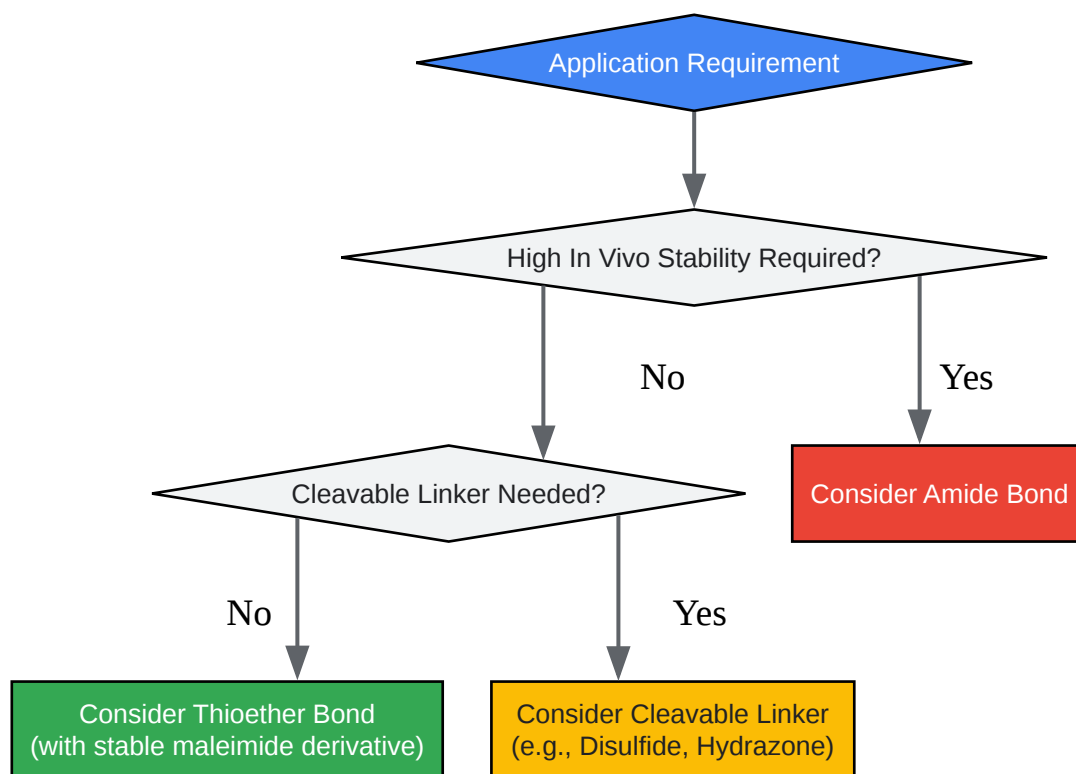 Application Requirement
High In Vivo Stability Required?
No
Yes
Cleavable Linker Needed?
Consider Amide Bond
No
Yes
Consider Thioether Bond
(with stable maleimide derivative)
Consider Cleavable Linker
(e.g., Disulfide, Hydrazone)